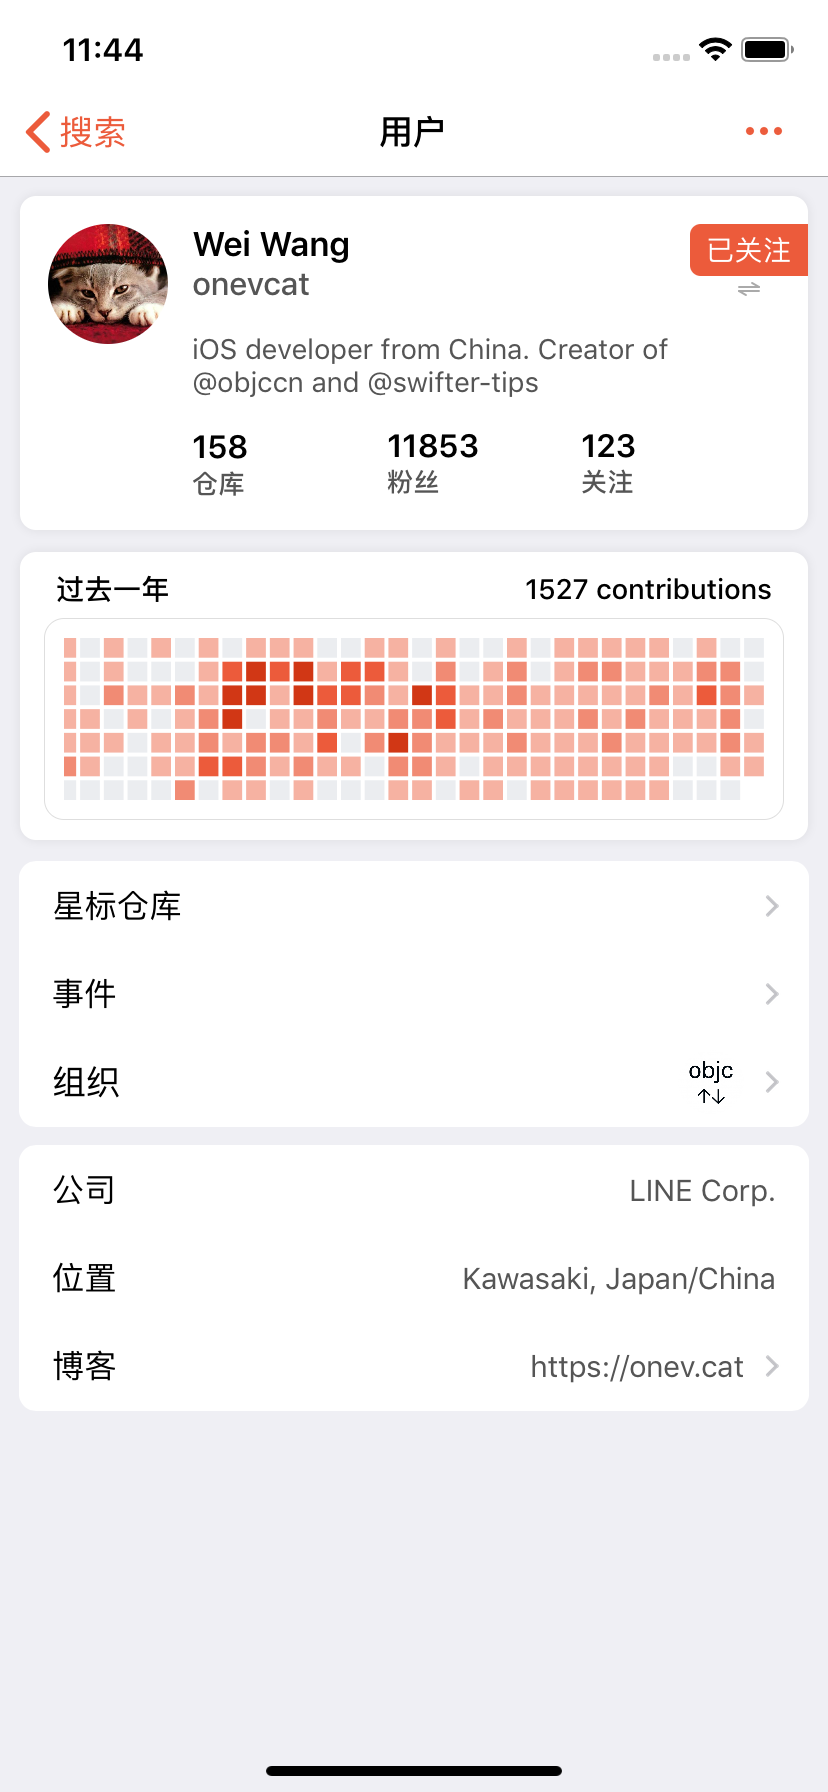 11:44
搜索
用户
Wei Wang
已关注
onevcat
iOS developer from China. Creator of
@objccn and @swifter-tips
158 11853 123
仓库 粉丝 关注
过去一年 1527 contributions
星标仓库
事件
组织 objc
↑↓
公司 LINE Corp.
位置 Kawasaki, Japan/China
博客 https://onev.cat